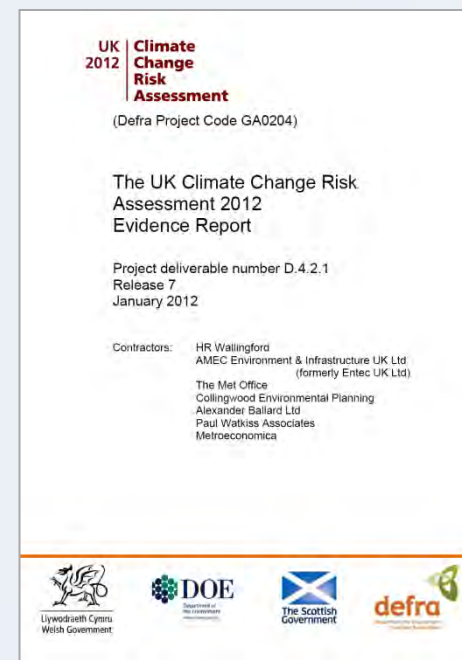 UK 2012
Climate
Change
Risk
Assessment
(Defra Project Code GA0204)
The UK Climate Change Risk
Assessment 2012
Evidence Report
Project deliverable number D.4.2.1
Release 7
January 2012
Contractors:
HR Wallingford
AMEC Environment & Infrastructure UK Ltd
(formerly Entec UK Ltd)
The Met Office
Collingwood Environmental Planning
Alexander Ballard Ltd
Paul Watkiss Associates
Metroeconomica
Llywodraeth Cymru
Welsh Government
DOE
The Scottish
Government
defra